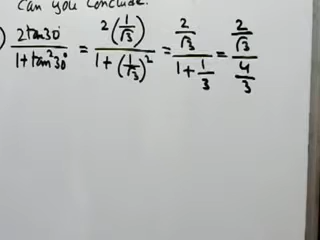 can you conclude.
) 2tan30° / 1+tan²30° = 2(1/√3) / 1+(1/√3)² = 2/√3 / 1+1/3 = 2/√3 / 4/3